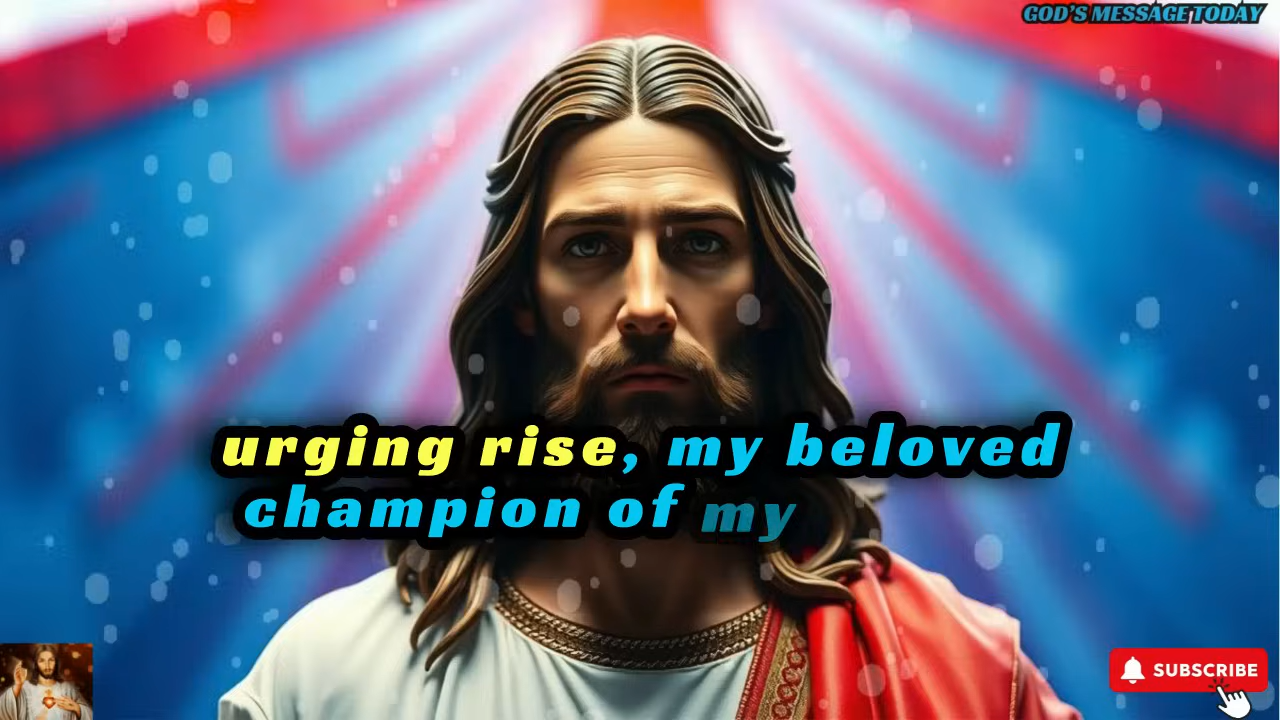 GOD'S MESSAGE TODAY
urging rise, my beloved
champion of my
SUBSCRIBE